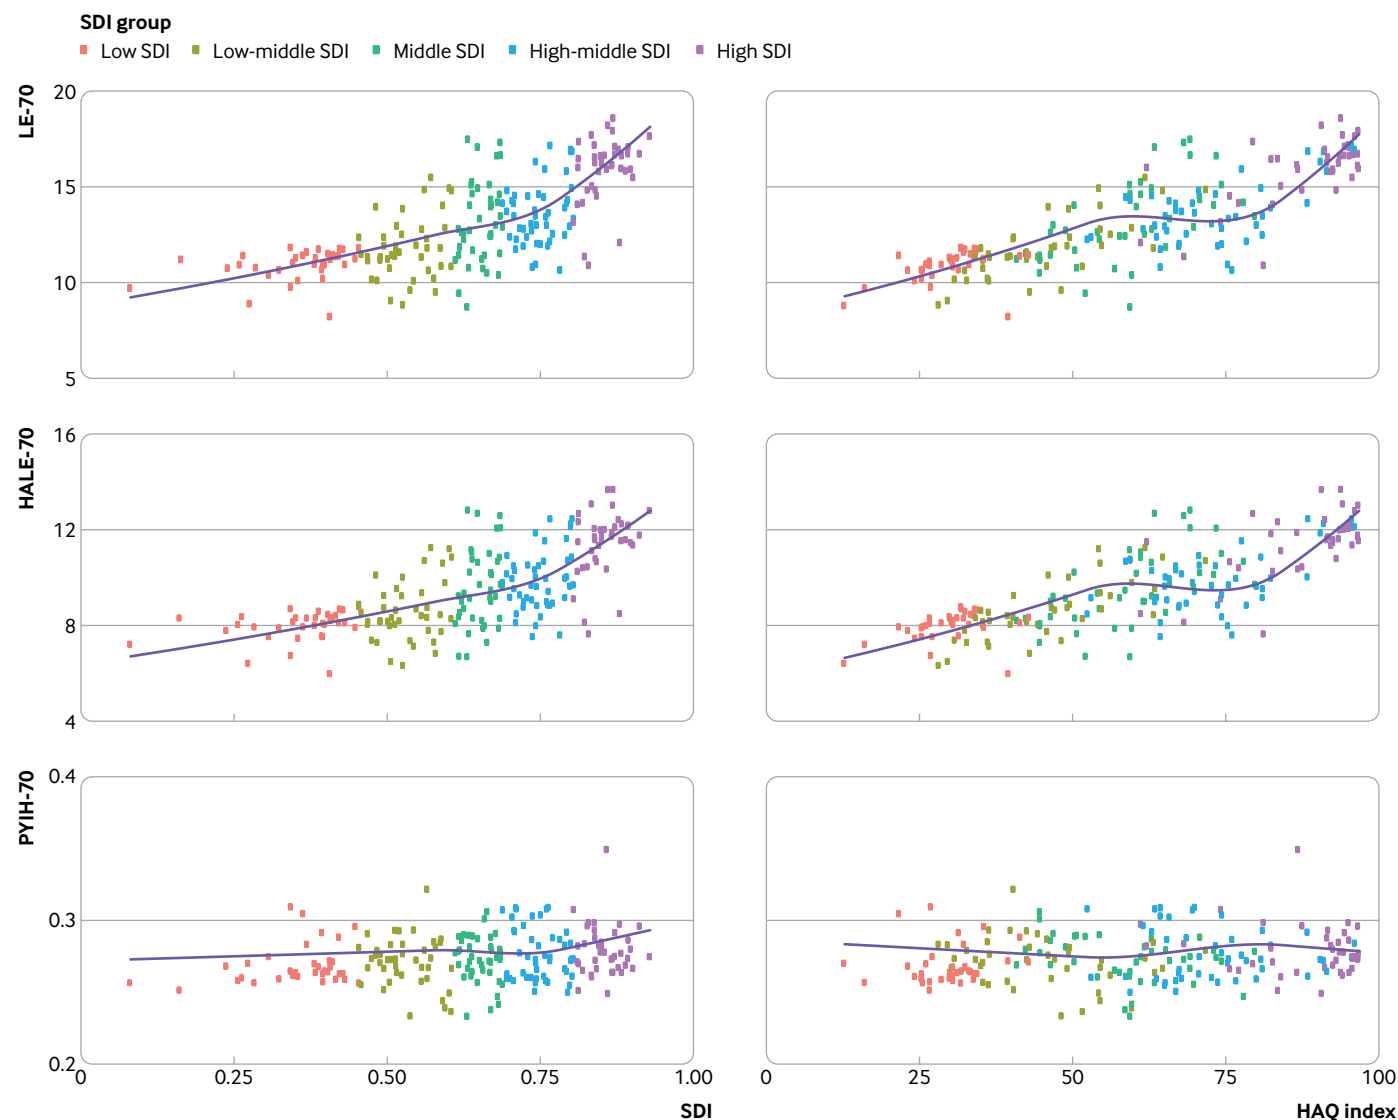 SDI group
Low SDI Low-middle SDI Middle SDI High-middle SDI High SDI
LE-70
20
15
10
5
HALE-70
16
12
8
4
PYIH-70
0.4
0.3
0.2
0 0.25 0.50 0.75 1.00
SDI
0 25 50 75 100
HAQ index